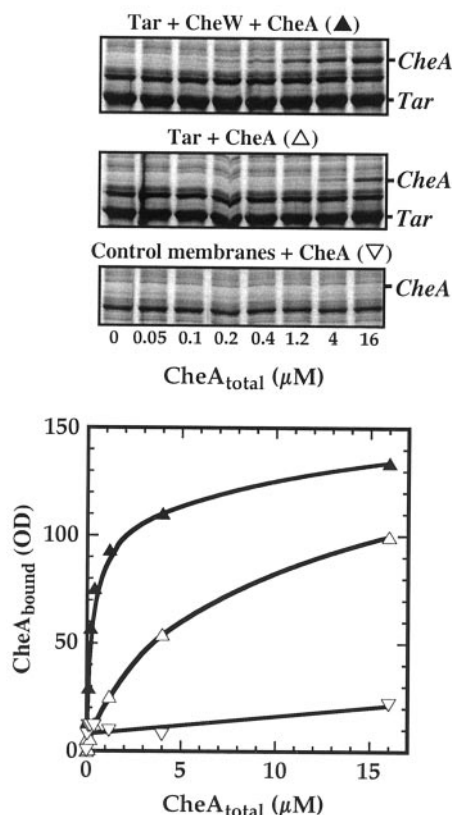 Tar + CheW + CheA (▲)
CheA
Tar
Tar + CheA (△)
CheA
Tar
Control membranes + CheA (▽)
CheA
0 0.05 0.1 0.2 0.4 1.2 4 16
CheA_total (μM)
150
100
50
0
CheA_bound (OD)
0 5 10 15
CheA_total (μM)